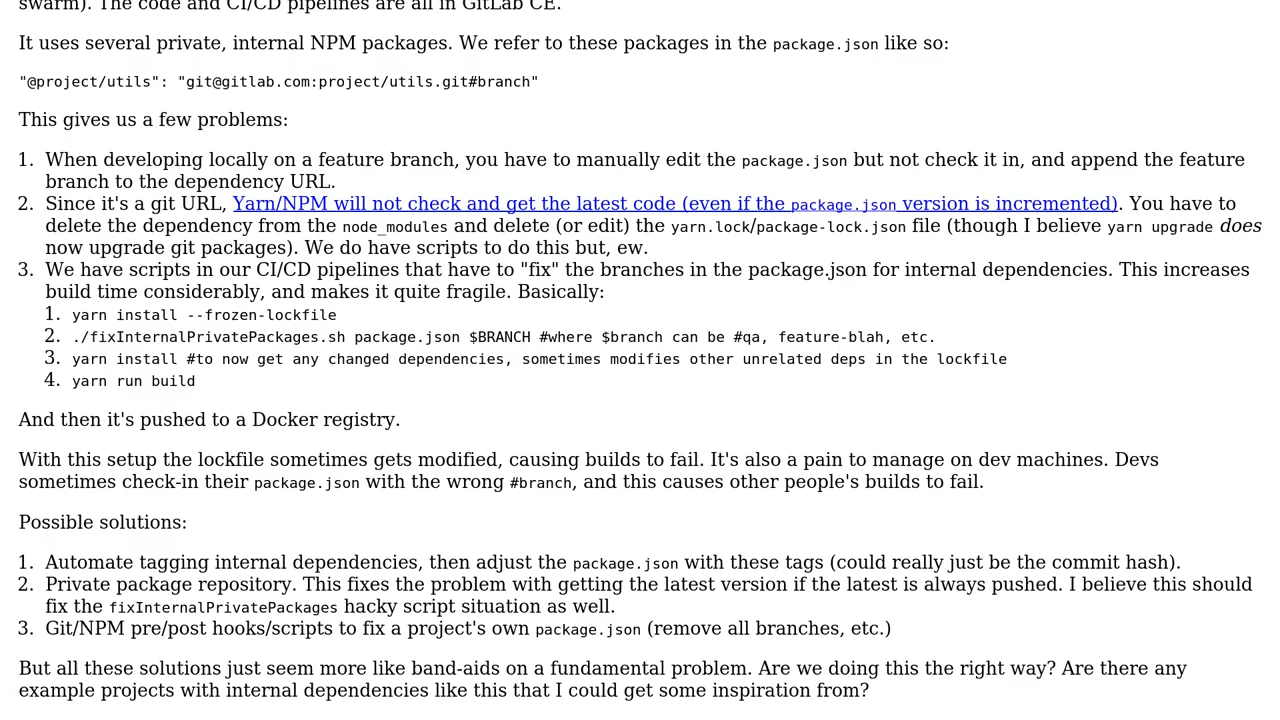 swarm). The code and CI/CD pipelines are all in GitLab CE.
It uses several private, internal NPM packages. We refer to these packages in the package.json like so:
"@project/utils": "git@gitlab.com:project/utils.git#branch"
This gives us a few problems:
1. When developing locally on a feature branch, you have to manually edit the package.json but not check it in, and append the feature
branch to the dependency URL.
2. Since it's a git URL, Yarn/NPM will not check and get the latest code (even if the package.json version is incremented). You have to
delete the dependency from the node_modules and delete (or edit) the yarn.lock/package-lock.json file (though I believe yarn upgrade does
now upgrade git packages). We do have scripts to do this but, ew.
3. We have scripts in our CI/CD pipelines that have to "fix" the branches in the package.json for internal dependencies. This increases
build time considerably, and makes it quite fragile. Basically:
1. yarn install --frozen-lockfile
2. ./fixInternalPrivatePackages.sh package.json $BRANCH #where $branch can be #qa, feature-blah, etc.
3. yarn install #to now get any changed dependencies, sometimes modifies other unrelated deps in the lockfile
4. yarn run build
And then it's pushed to a Docker registry.
With this setup the lockfile sometimes gets modified, causing builds to fail. It's also a pain to manage on dev machines. Devs
sometimes check-in their package.json with the wrong #branch, and this causes other people's builds to fail.
Possible solutions:
1. Automate tagging internal dependencies, then adjust the package.json with these tags (could really just be the commit hash).
2. Private package repository. This fixes the problem with getting the latest version if the latest is always pushed. I believe this should
fix the fixInternalPrivatePackages hacky script situation as well.
3. Git/NPM pre/post hooks/scripts to fix a project's own package.json (remove all branches, etc.)
But all these solutions just seem more like band-aids on a fundamental problem. Are we doing this the right way? Are there any
example projects with internal dependencies like this that I could get some inspiration from?